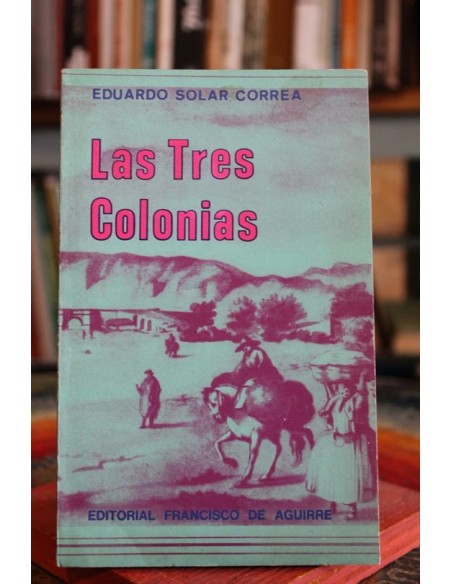 EDUARDO SOLAR CORREA
Las Tres
Colonias
EDITORIAL FRANCISCO DE AGUIRRE